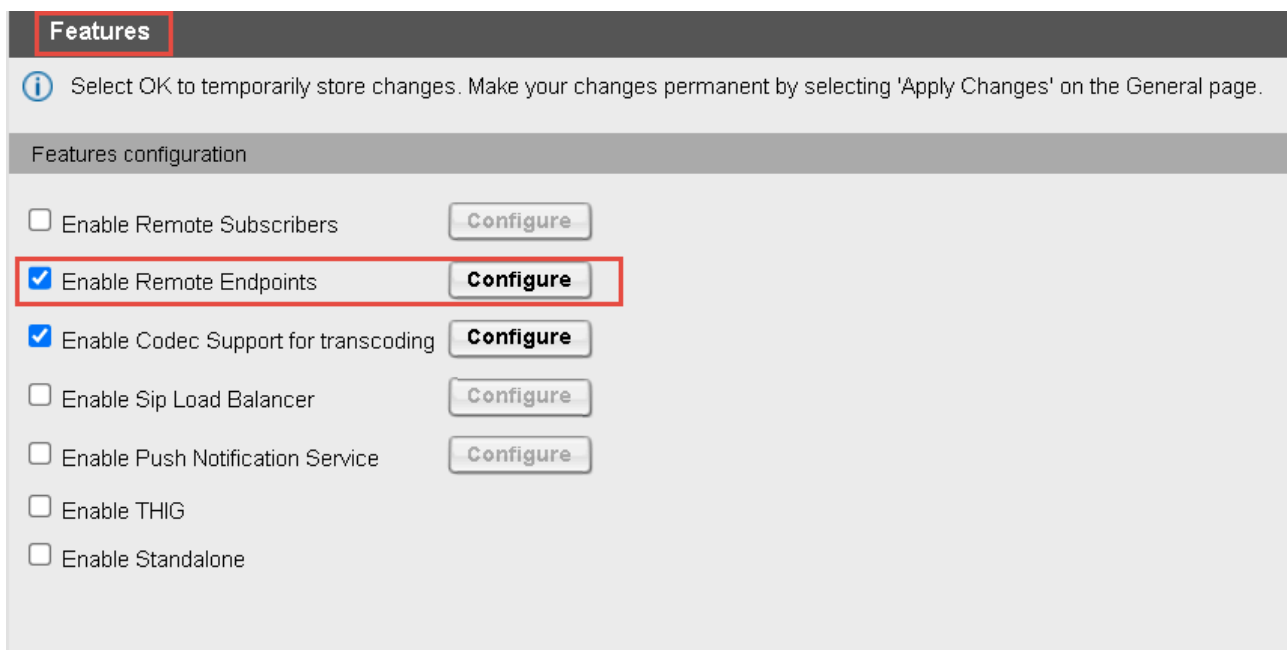 Features
Select OK to temporarily store changes. Make your changes permanent by selecting 'Apply Changes' on the General page.
Features configuration
Enable Remote Subscribers Configure
Enable Remote Endpoints Configure
Enable Codec Support for transcoding Configure
Enable Sip Load Balancer Configure
Enable Push Notification Service Configure
Enable THIG
Enable Standalone